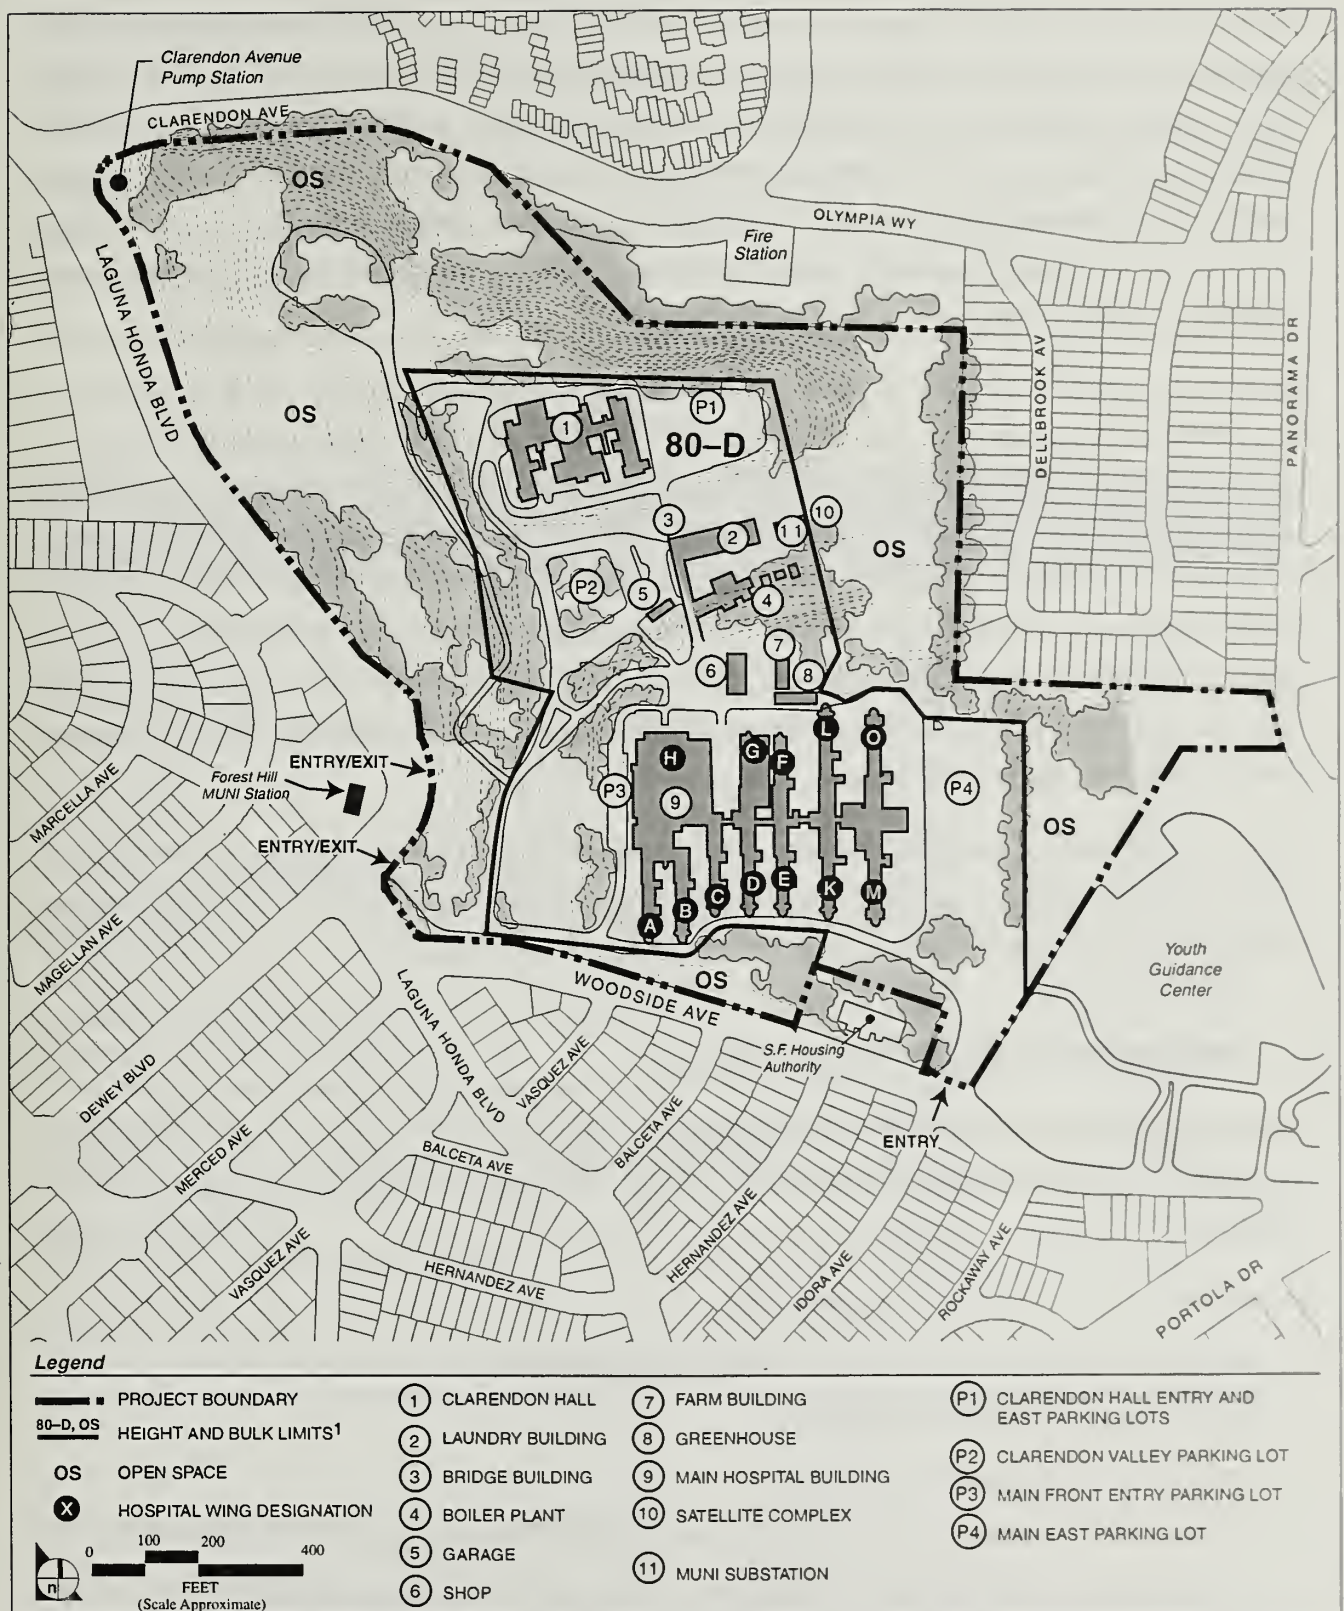 Clarendon Avenue
Pump Station
CLARENDON AVE
OS
OLYMPIA WY
Fire
Station
LAGUNA HONDA BLVD
DELLBROOK AV
PANORAMA DR
OS
P1
1
80–D
3
10
2
11
OS
P2
5
4
7
6
8
L
O
H
G
F
ENTRY/EXIT
Forest Hill
MUNI Station
P3
9
P4
OS
MARCELLA AVE
ENTRY/EXIT
C
D
E
K
M
B
A
MAGELLAN AVE
Youth
Guidance
Center
OS
WOODSIDE AVE
LAGUNA HONDA BLVD
S.F. Housing
Authority
VASQUEZ AVE
DEWEY BLVD
BALCETA AVE
ENTRY
MERCED AVE
BALCETA AVE
HERNANDEZ AVE
VASQUEZ AVE
HERNANDEZ AVE
IDORA AVE
ROCKAWAY AVE
PORTOLA DR
Legend
PROJECT BOUNDARY
80–D, OS
HEIGHT AND BULK LIMITS1
OS OPEN SPACE
X HOSPITAL WING DESIGNATION
0 100 200 400
FEET
(Scale Approximate)
n
1 CLARENDON HALL
2 LAUNDRY BUILDING
3 BRIDGE BUILDING
4 BOILER PLANT
5 GARAGE
6 SHOP
7 FARM BUILDING
8 GREENHOUSE
9 MAIN HOSPITAL BUILDING
10 SATELLITE COMPLEX
11 MUNI SUBSTATION
P1 CLARENDON HALL ENTRY AND
EAST PARKING LOTS
P2 CLARENDON VALLEY PARKING LOT
P3 MAIN FRONT ENTRY PARKING LOT
P4 MAIN EAST PARKING LOT